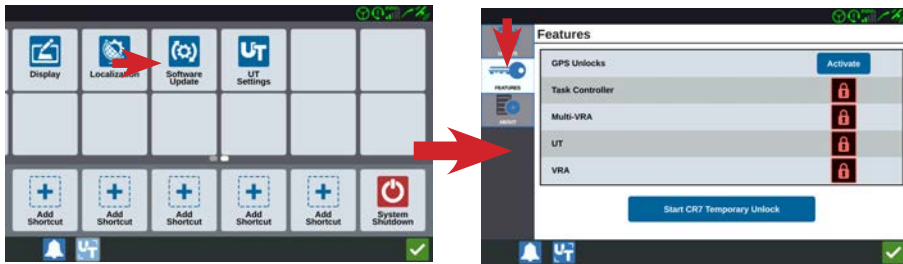 Display
Localization
Software
Update
UT
UT
Settings
Add
Shortcut
Add
Shortcut
Add
Shortcut
Add
Shortcut
Add
Shortcut
System
Shutdown
UT
Features
FEATURES
ABOUT
GPS Unlocks
Activate
Task Controller
Multi-VRA
UT
VRA
Start CR7 Temporary Unlock
UT